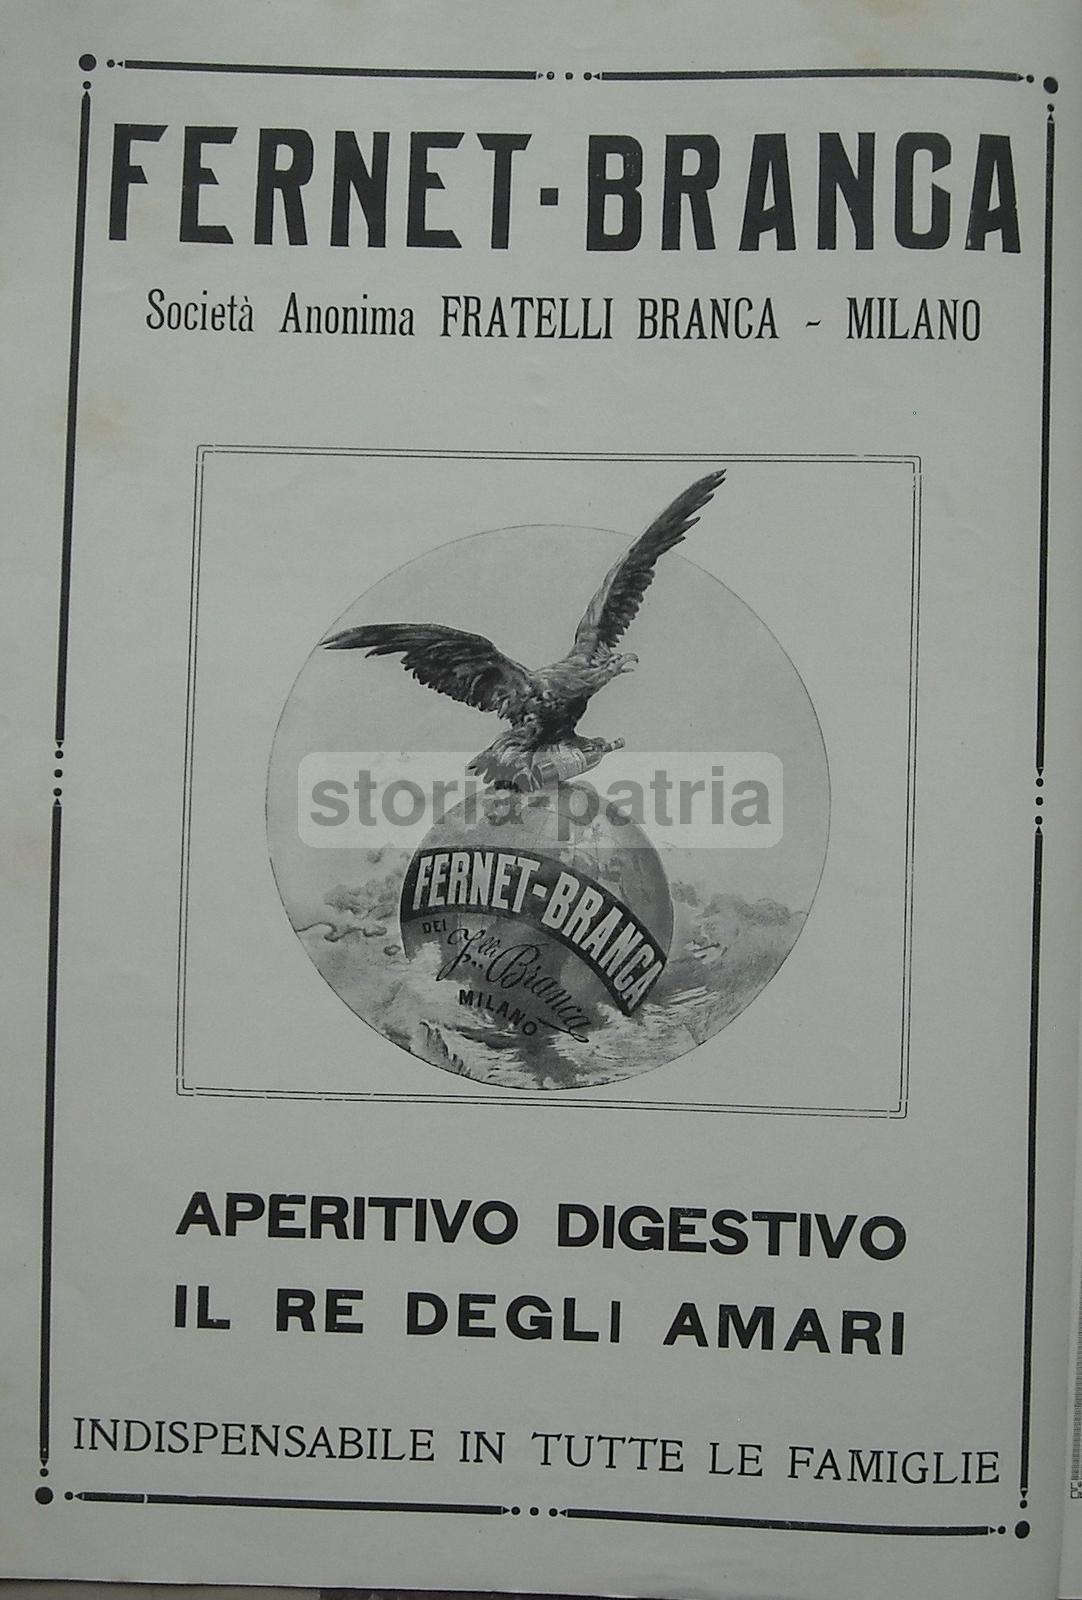 FERNET-BRANCA
Società Anonima FRATELLI BRANCA - MILANO
storia-patria
FERNET-BRANCA
DEI
F.lli Branca
MILANO
APERITIVO DIGESTIVO
IL RE DEGLI AMARI
INDISPENSABILE IN TUTTE LE FAMIGLIE